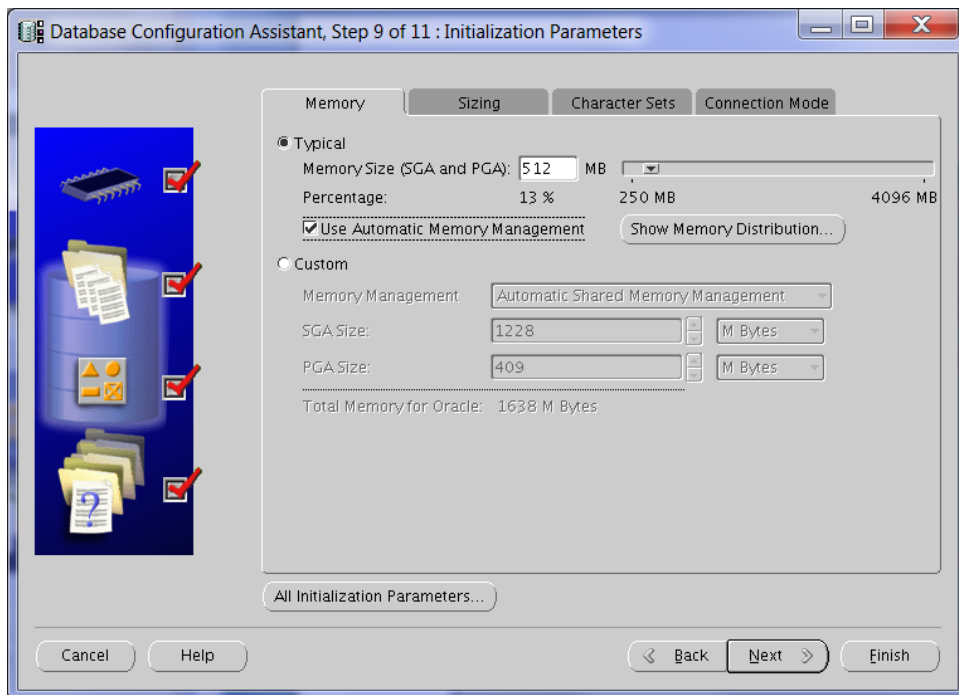 Database Configuration Assistant, Step 9 of 11 : Initialization Parameters
Memory Sizing Character Sets Connection Mode
Typical
Memory Size (SGA and PGA): 512 MB
Percentage: 13 % 250 MB 4096 MB
Use Automatic Memory Management Show Memory Distribution...
Custom
Memory Management Automatic Shared Memory Management
SGA Size: 1228 M Bytes
PGA Size: 409 M Bytes
Total Memory for Oracle: 1638 M Bytes
?
All Initialization Parameters...
Cancel Help Back Next Finish